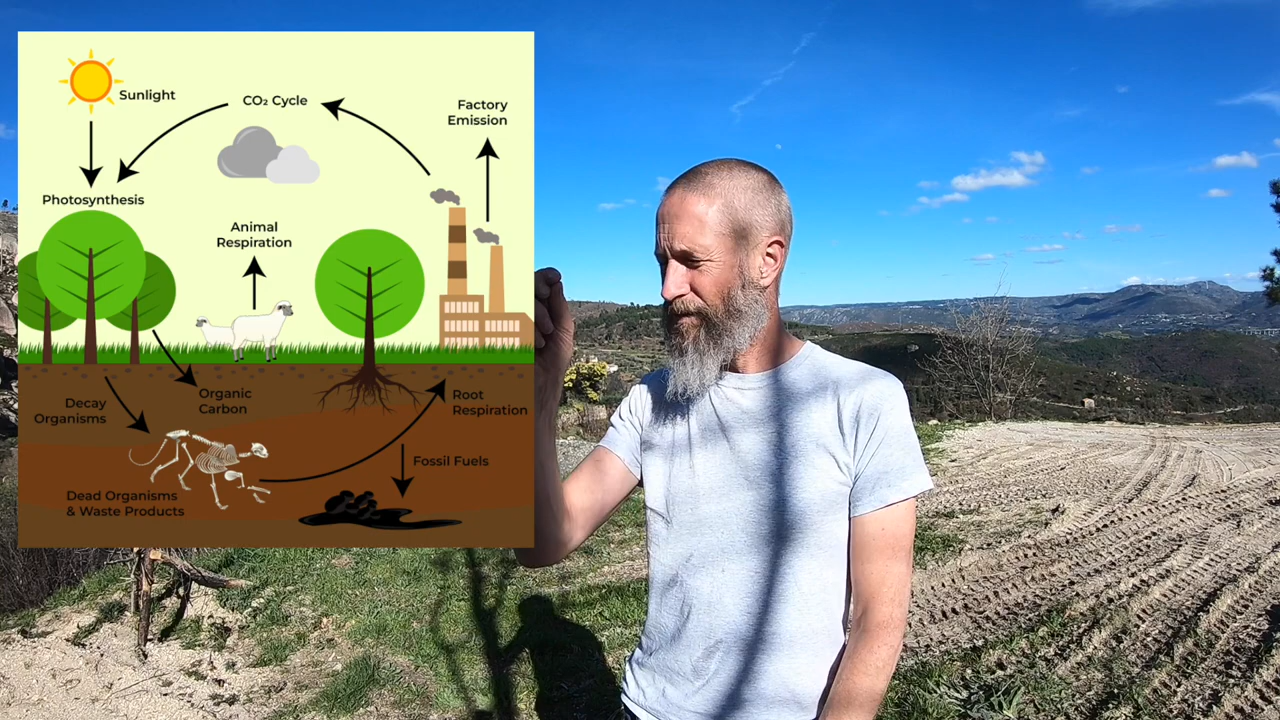 Sunlight
CO₂ Cycle
Factory
Emission
Photosynthesis
Animal
Respiration
Organic
Carbon
Root
Respiration
Decay
Organisms
Fossil Fuels
Dead Organisms
& Waste Products